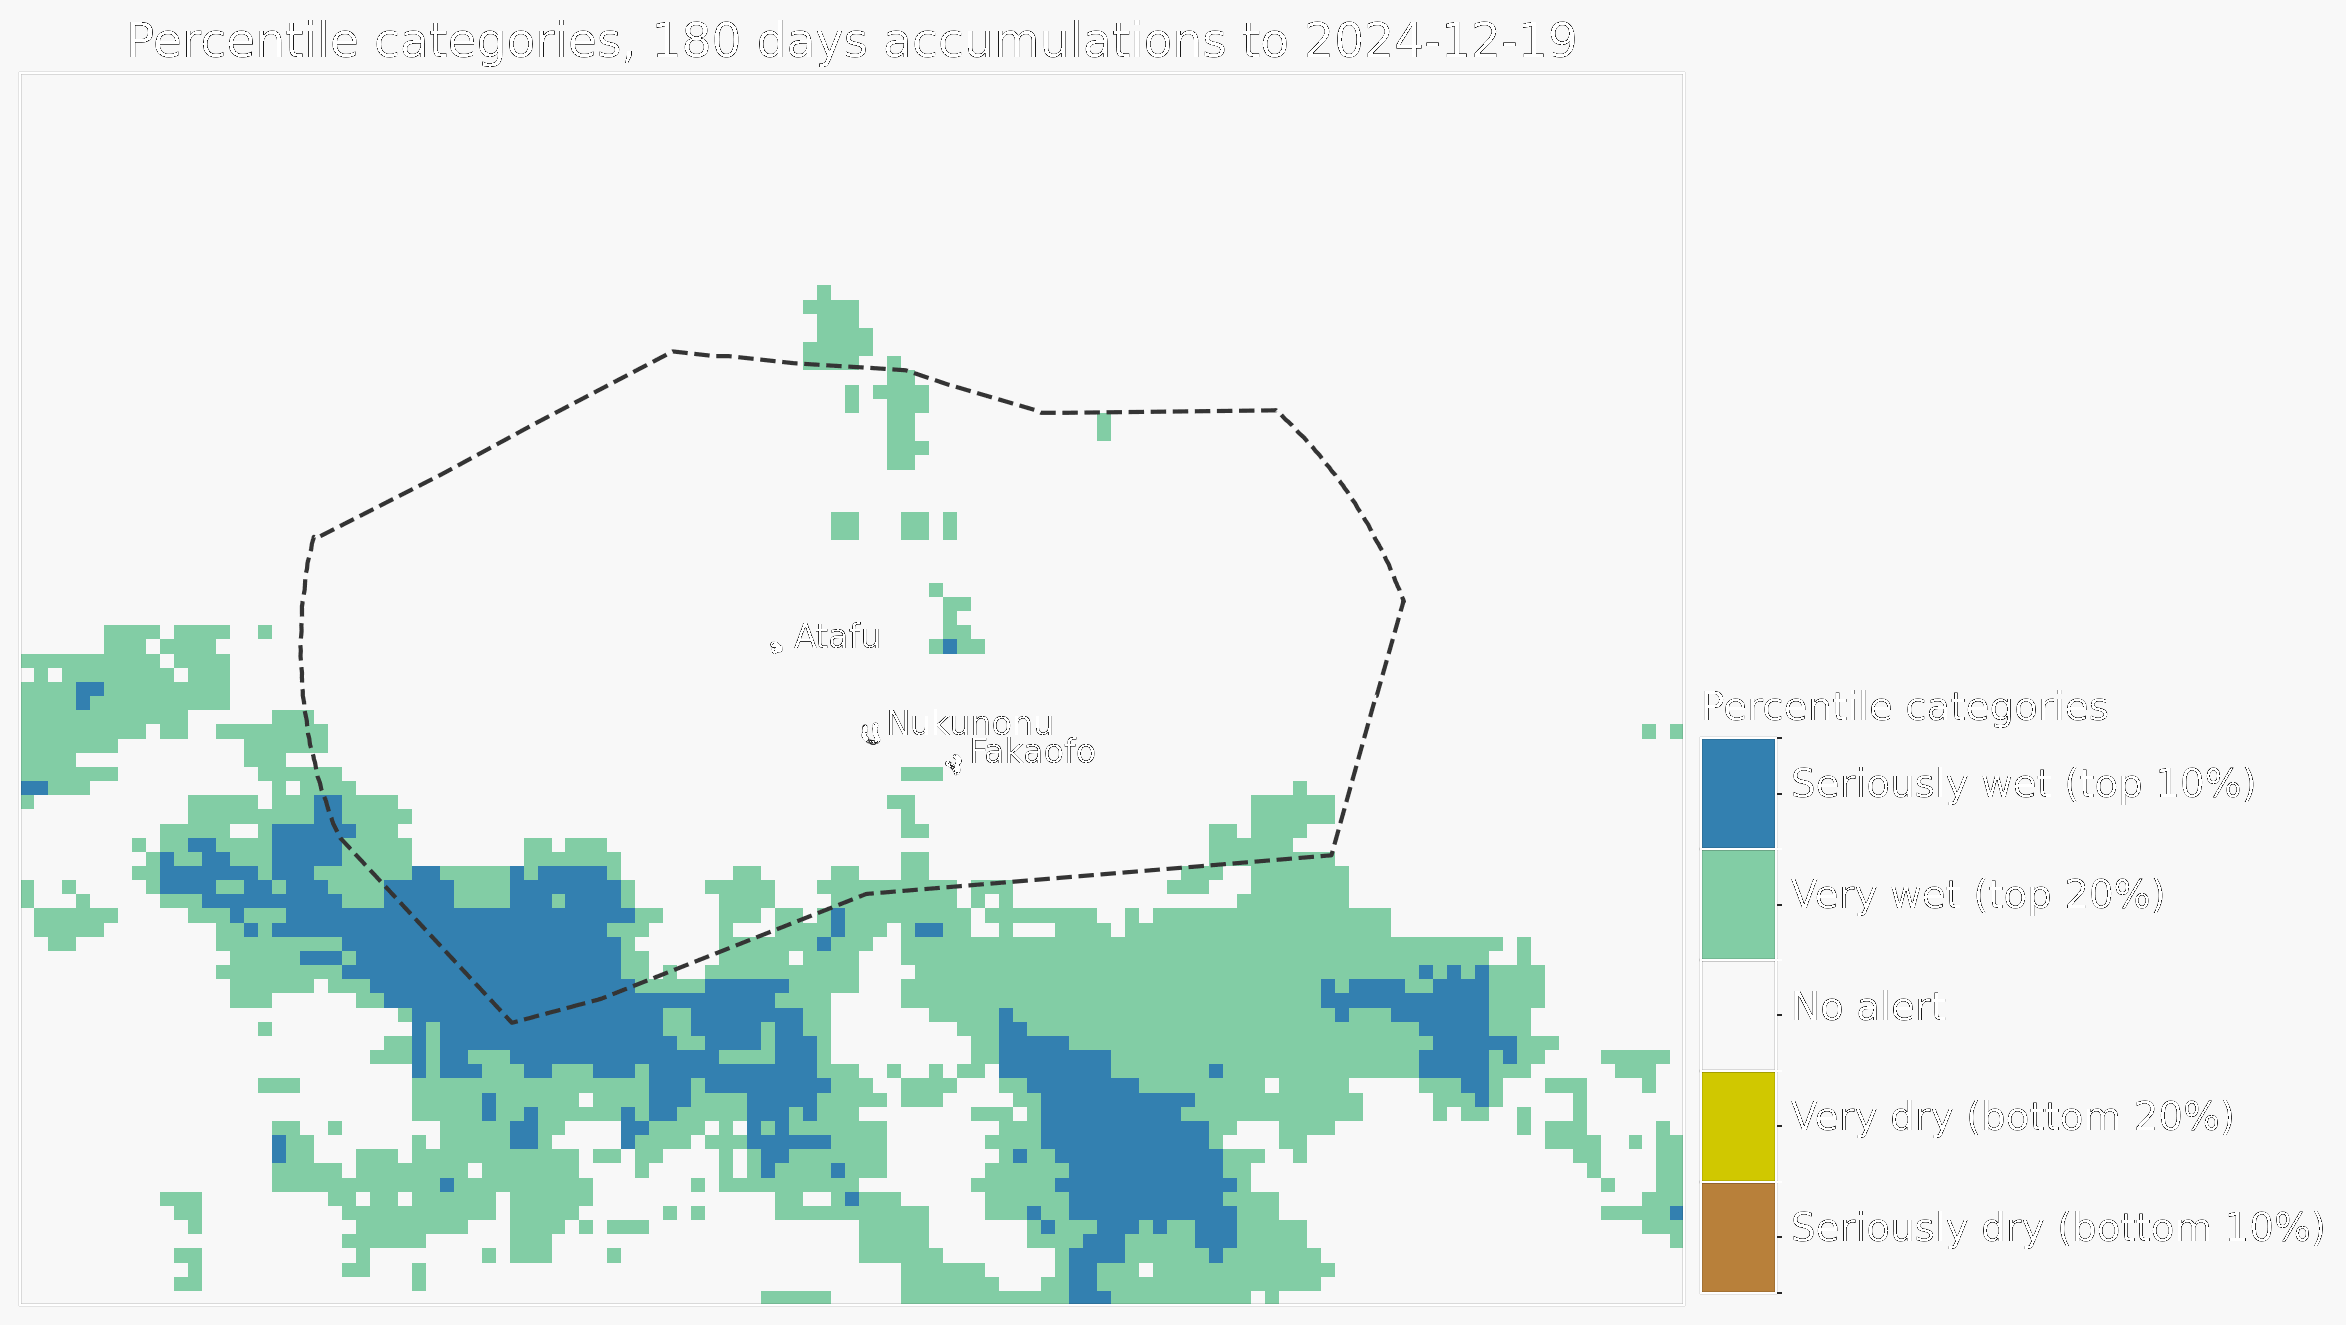 Percentile categories, 180 days accumulations to 2024-12-19
Atafu
Nukunonu
Fakaofo
Percentile categories
Seriously wet (top 10%)
Very wet (top 20%)
No alert
Very dry (bottom 20%)
Seriously dry (bottom 10%)